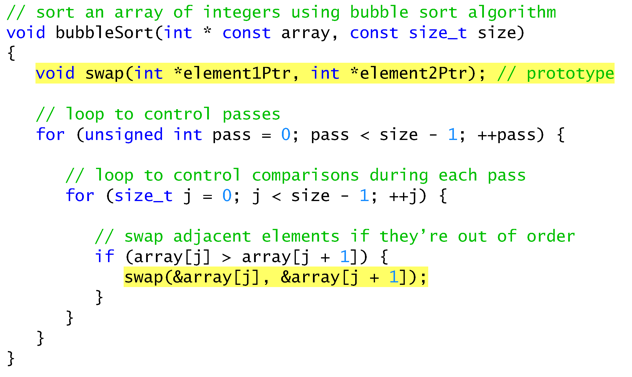 // sort an array of integers using bubble sort algorithm
void bubbleSort(int * const array, const size_t size)
{
   void swap(int *element1Ptr, int *element2Ptr); // prototype

   // loop to control passes
   for (unsigned int pass = 0; pass < size - 1; ++pass) {

      // loop to control comparisons during each pass
      for (size_t j = 0; j < size - 1; ++j) {

         // swap adjacent elements if they’re out of order
         if (array[j] > array[j + 1]) {
            swap(&array[j], &array[j + 1]);
         }
      }
   }
}